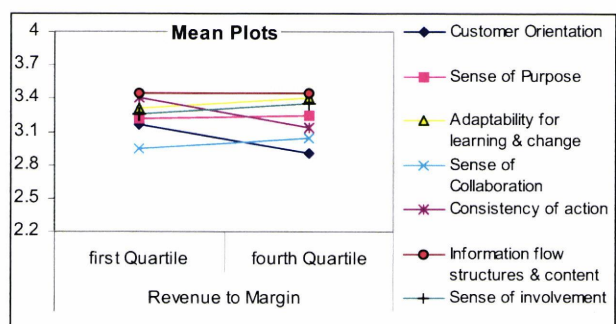 Mean Plots
4
3.7
3.4
3.1
2.8
2.5
2.2
first Quartile
fourth Quartile
Revenue to Margin
Customer Orientation
Sense of Purpose
Adaptability for
learning & change
Sense of
Collaboration
Consistency of action
Information flow
structures & content
Sense of involvement